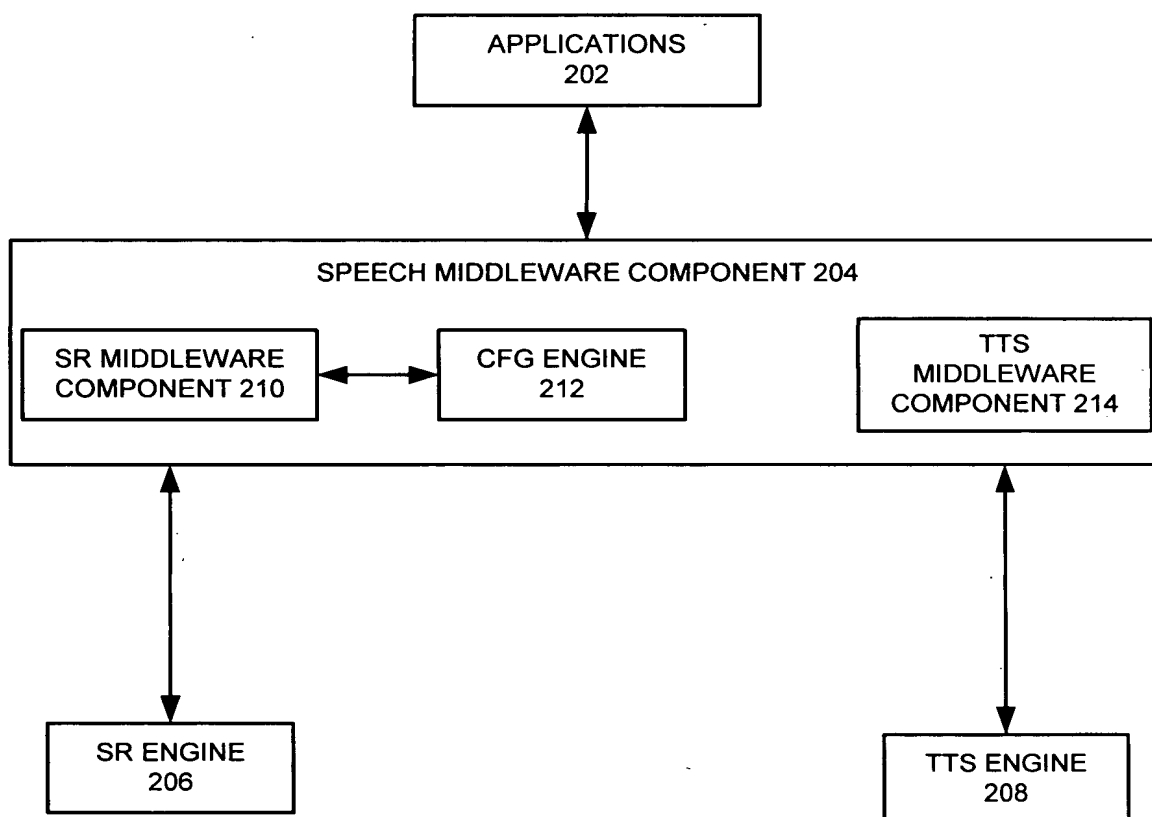 APPLICATIONS
202
SPEECH MIDDLEWARE COMPONENT 204
SR MIDDLEWARE
COMPONENT 210
CFG ENGINE
212
TTS
MIDDLEWARE
COMPONENT 214
SR ENGINE
206
TTS ENGINE
208